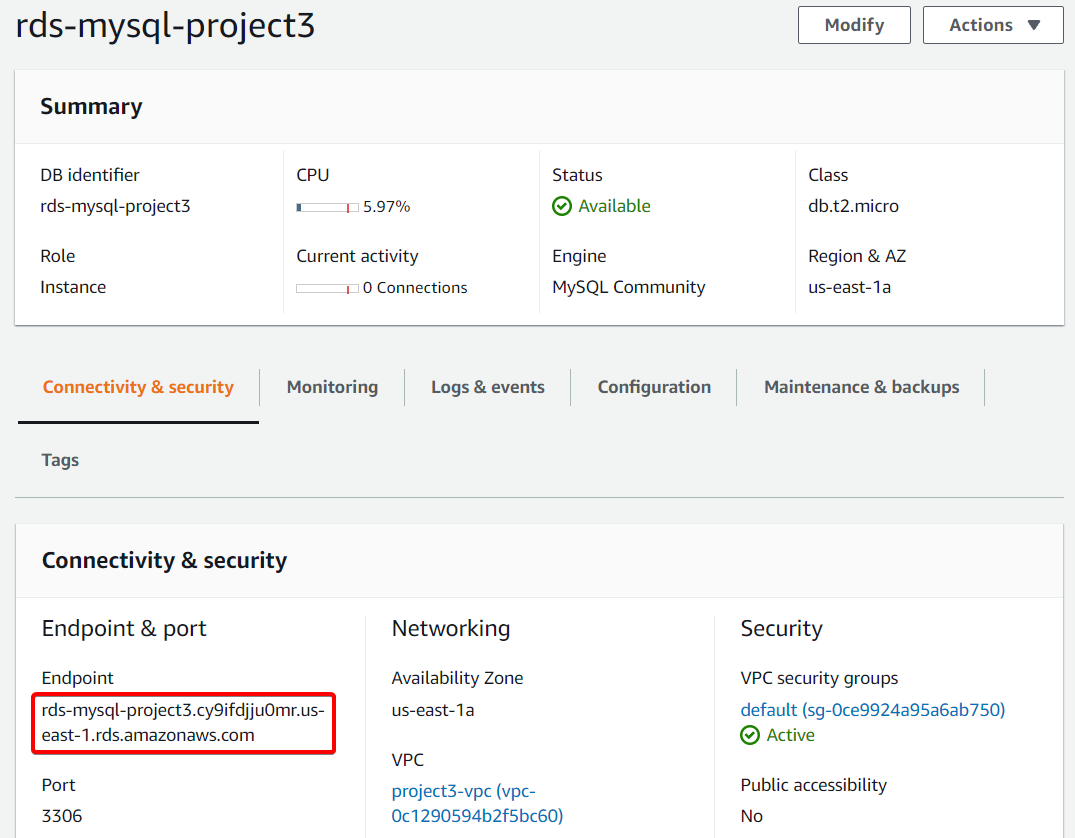 rds-mysql-project3
Modify
Actions
Summary
DB identifier
rds-mysql-project3
CPU
5.97%
Status
Available
Class
db.t2.micro
Role
Instance
Current activity
0 Connections
Engine
MySQL Community
Region & AZ
us-east-1a
Connectivity & security
Monitoring
Logs & events
Configuration
Maintenance & backups
Tags
Connectivity & security
Endpoint & port
Endpoint
rds-mysql-project3.cy9ifdjju0mr.us-
east-1.rds.amazonaws.com
Port
3306
Networking
Availability Zone
us-east-1a
VPC
project3-vpc (vpc-
0c1290594b2f5bc60)
Security
VPC security groups
default (sg-0ce9924a95a6ab750)
Active
Public accessibility
No